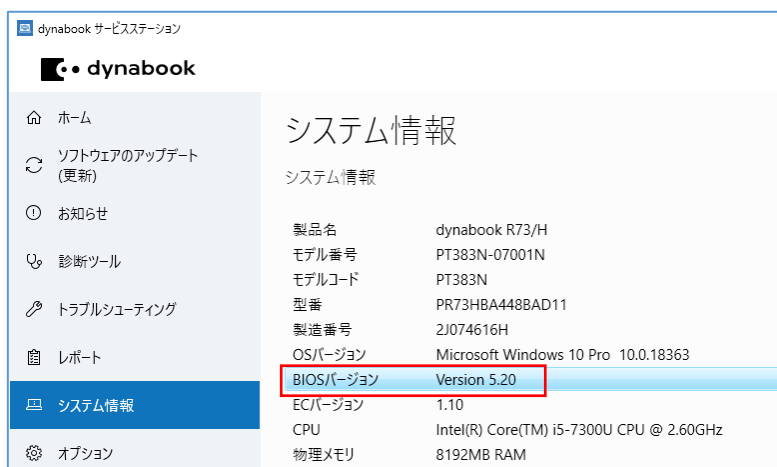 dynabook サービスステーション
dynabook
ホーム
ソフトウェアのアップデート
(更新)
お知らせ
診断ツール
トラブルシューティング
レポート
システム情報
オプション
システム情報
システム情報
製品名 dynabook R73/H
モデル番号 PT383N-07001N
モデルコード PT383N
型番 PR73HBA448BAD11
製造番号 2J074616H
OSバージョン Microsoft Windows 10 Pro 10.0.18363
BIOSバージョン Version 5.20
ECバージョン 1.10
CPU Intel(R) Core(TM) i5-7300U CPU @ 2.60GHz
物理メモリ 8192MB RAM